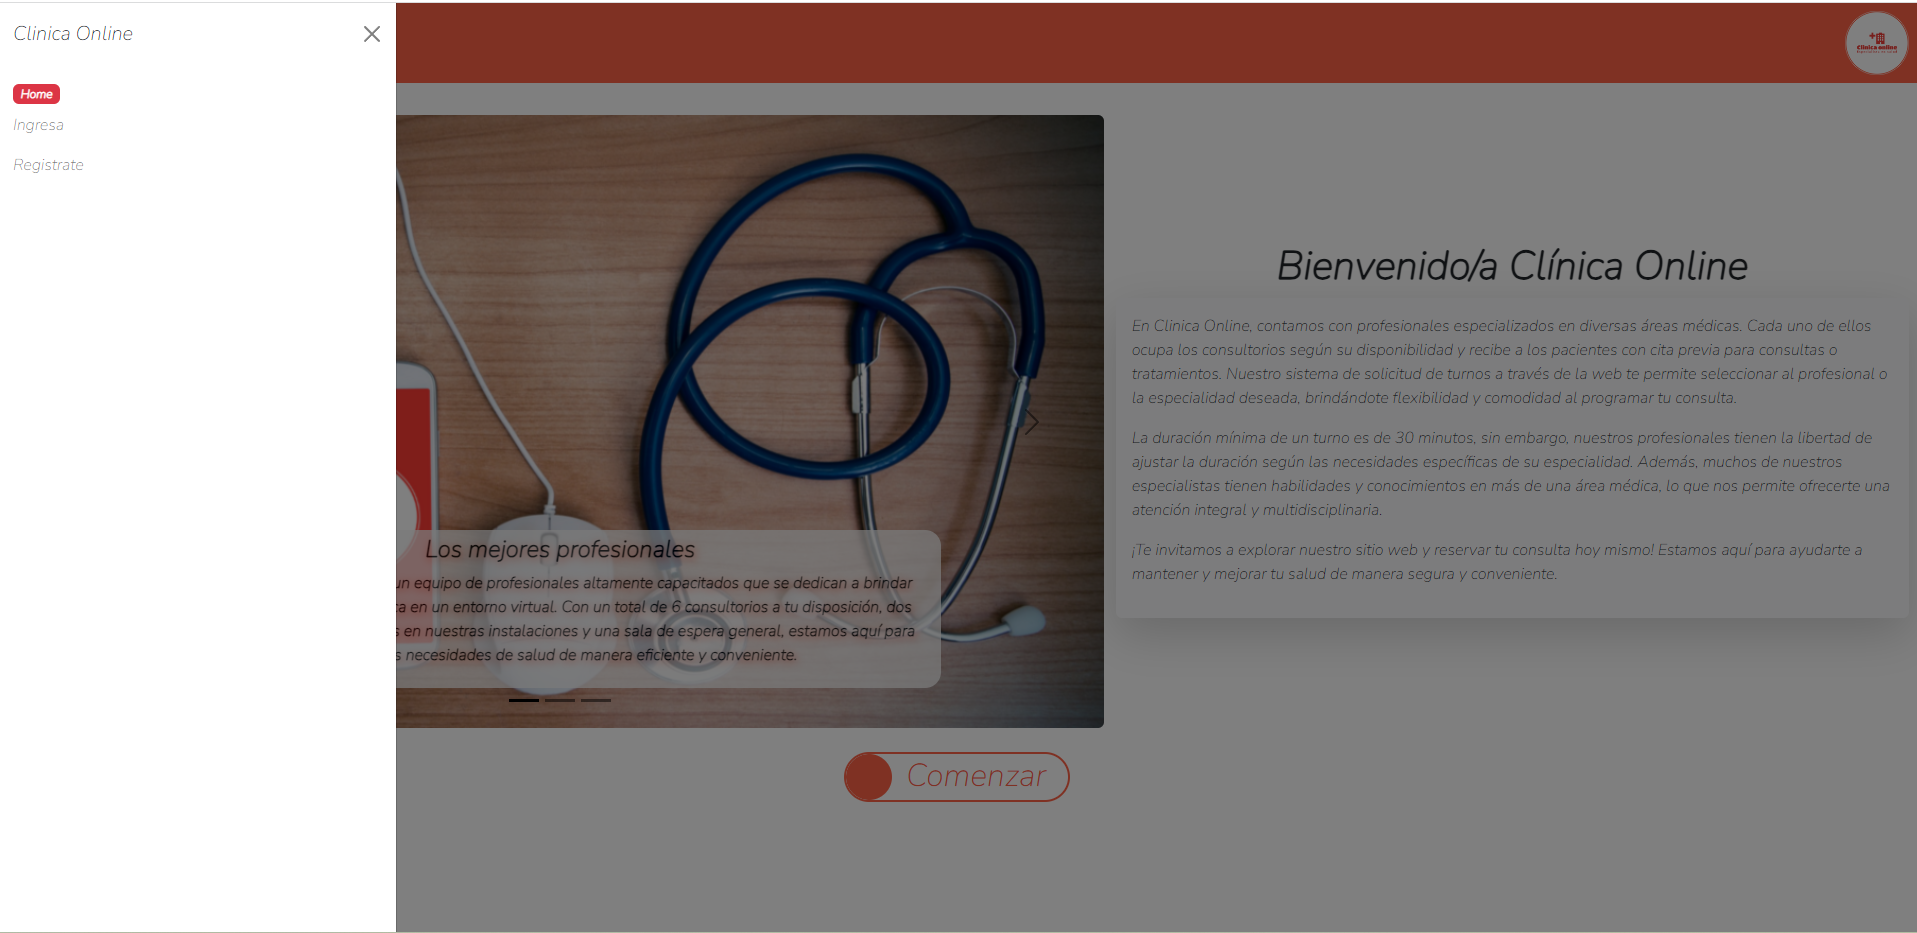 Clinica Online
Home
Ingresa
Registrate
Clínica online
Los mejores profesionales
un equipo de profesionales altamente capacitados que se dedican a brindar
en un entorno virtual. Con un total de 6 consultorios a tu disposición, dos
en nuestras instalaciones y una sala de espera general, estamos aquí para
necesidades de salud de manera eficiente y conveniente.
Bienvenido/a Clínica Online
En Clinica Online, contamos con profesionales especializados en diversas áreas médicas. Cada uno de ellos
ocupa los consultorios según su disponibilidad y recibe a los pacientes con cita previa para consultas o
tratamientos. Nuestro sistema de solicitud de turnos a través de la web te permite seleccionar al profesional o
la especialidad deseada, brindándote flexibilidad y comodidad al programar tu consulta.
La duración mínima de un turno es de 30 minutos, sin embargo, nuestros profesionales tienen la libertad de
ajustar la duración según las necesidades específicas de su especialidad. Además, muchos de nuestros
especialistas tienen habilidades y conocimientos en más de una área médica, lo que nos permite ofrecerte una
atención integral y multidisciplinaria.
¡Te invitamos a explorar nuestro sitio web y reservar tu consulta hoy mismo! Estamos aquí para ayudarte a
mantener y mejorar tu salud de manera segura y conveniente.
Comenzar